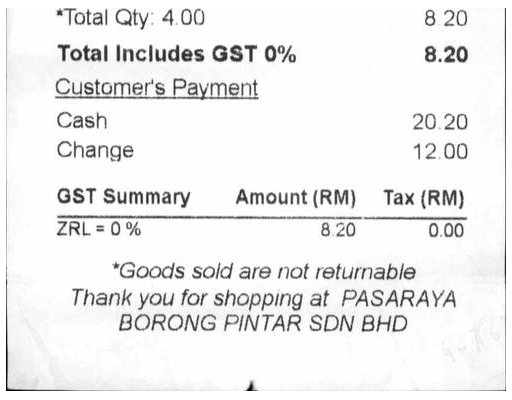 *Total Qty: 4.00 8.20
Total Includes GST 0% 8.20
Customer's Payment
Cash 20.20
Change 12.00
GST Summary Amount (RM) Tax (RM)
ZRL = 0 % 8.20 0.00
*Goods sold are not returnable
Thank you for shopping at PASARAYA
BORONG PINTAR SDN BHD